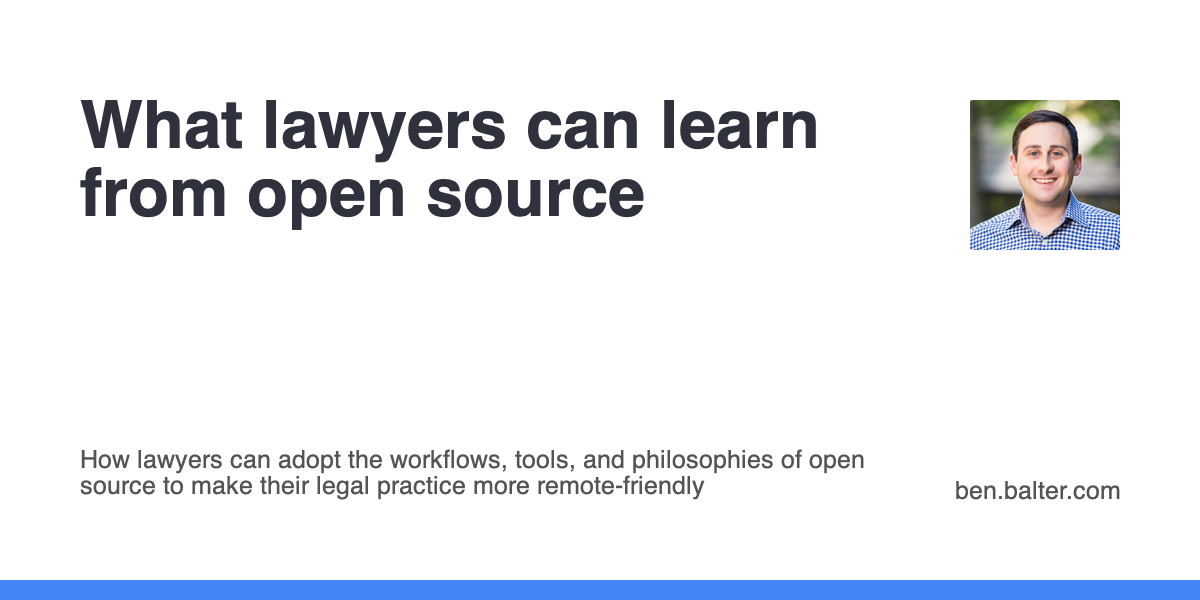 What lawyers can learn
from open source
How lawyers can adopt the workflows, tools, and philosophies of open
source to make their legal practice more remote-friendly
ben.balter.com